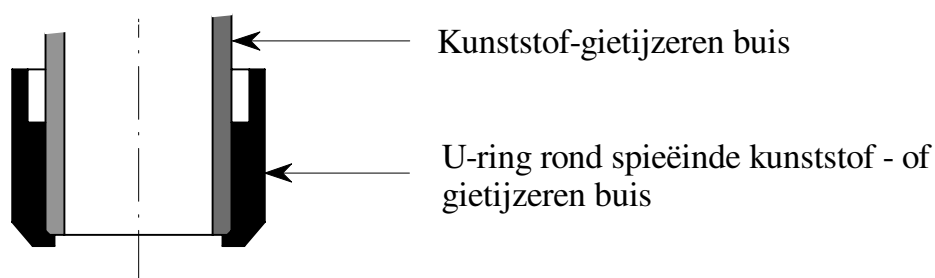 Kunststof-gietijzeren buis
U-ring rond spieëinde kunststof - of
gietijzeren buis